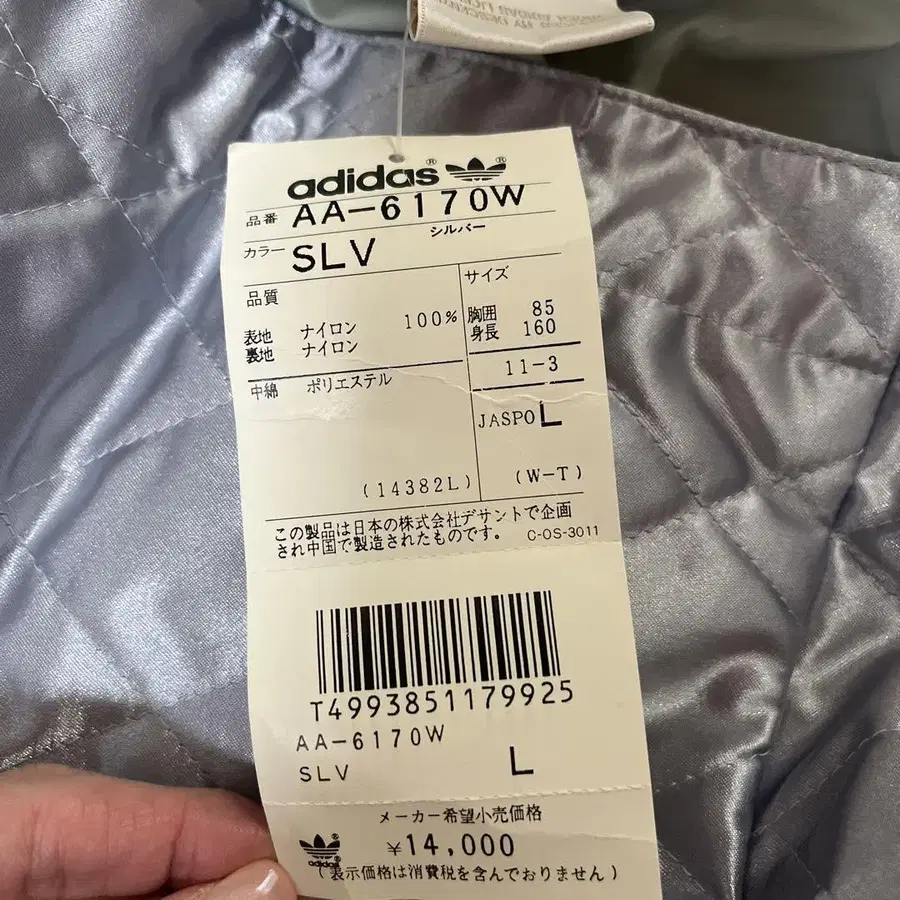 BY DESCENTE
adidas®
品番 AA-6170W
カラー SLV シルバー
品質
表地 ナイロン 100%
裏地 ナイロン
中綿 ポリエステル
(14382L)
サイズ
胸囲 85
身長 160
11-3
JASPO L
(W-T)
この製品は日本の株式会社デサントで企画
され中国で製造されたものです。 C-OS-3011
T4993851179925
AA-6170W
SLV L
メーカー希望小売価格
¥14,000
adidas®
(表示価格は消費税を含んでおりません)